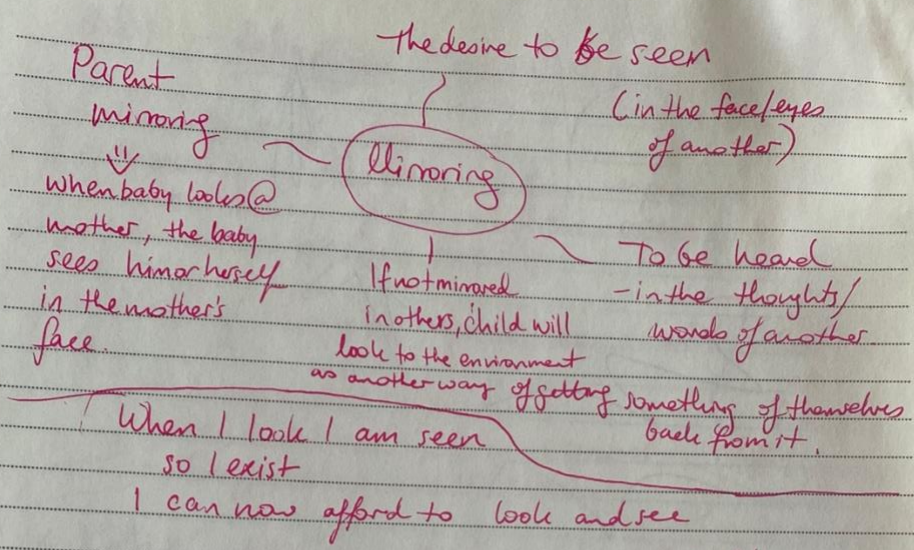 The desire to be seen
(in the face/eyes
of another)
Parent
mirroring
When baby looks @
mother, the baby
sees him or herself
in the mother's
face.
Mirroring
To be heard
- in the thoughts/
words of another
If not mirrored
in others, child will
look to the environment
as another way of getting something of themselves
back from it.
When I look I am seen
so I exist
I can now afford to look and see